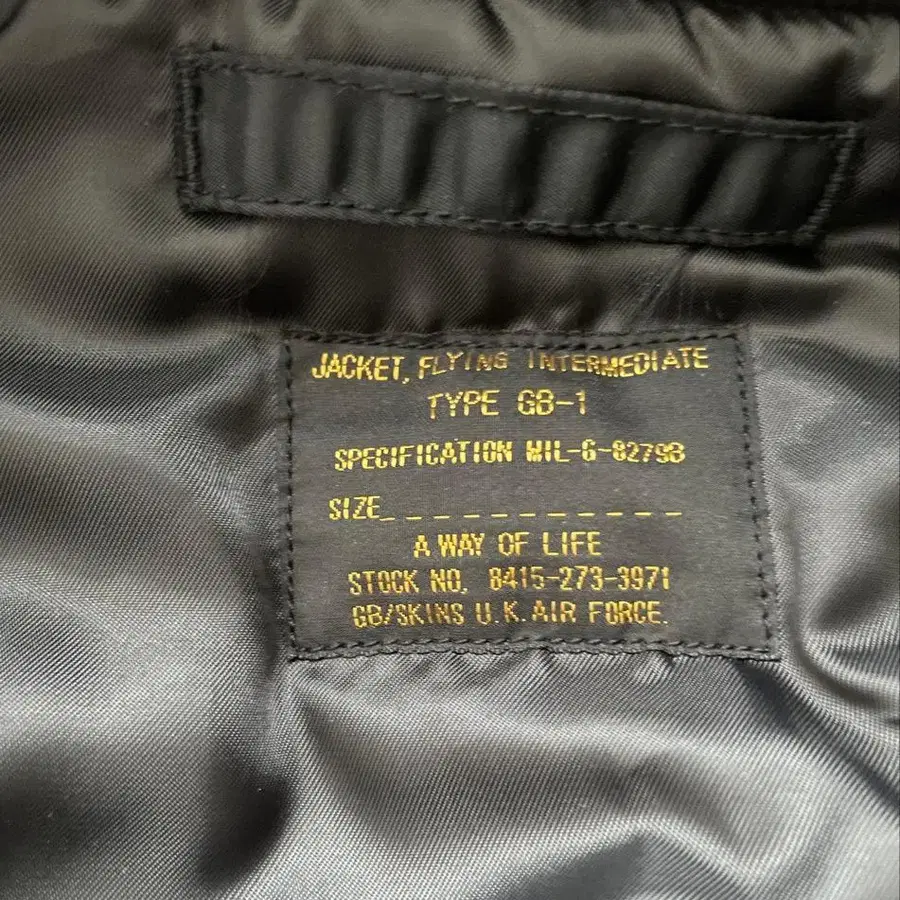 JACKET, FLYING INTERMEDIATE
TYPE GB-1
SPECIFICATION MIL-G-8279B
SIZE_ _ _ _ _ _ _ _ _ _ _ _
A WAY OF LIFE
STOCK NO. 8415-273-3971
GB/SKINS U.K. AIR FORCE.